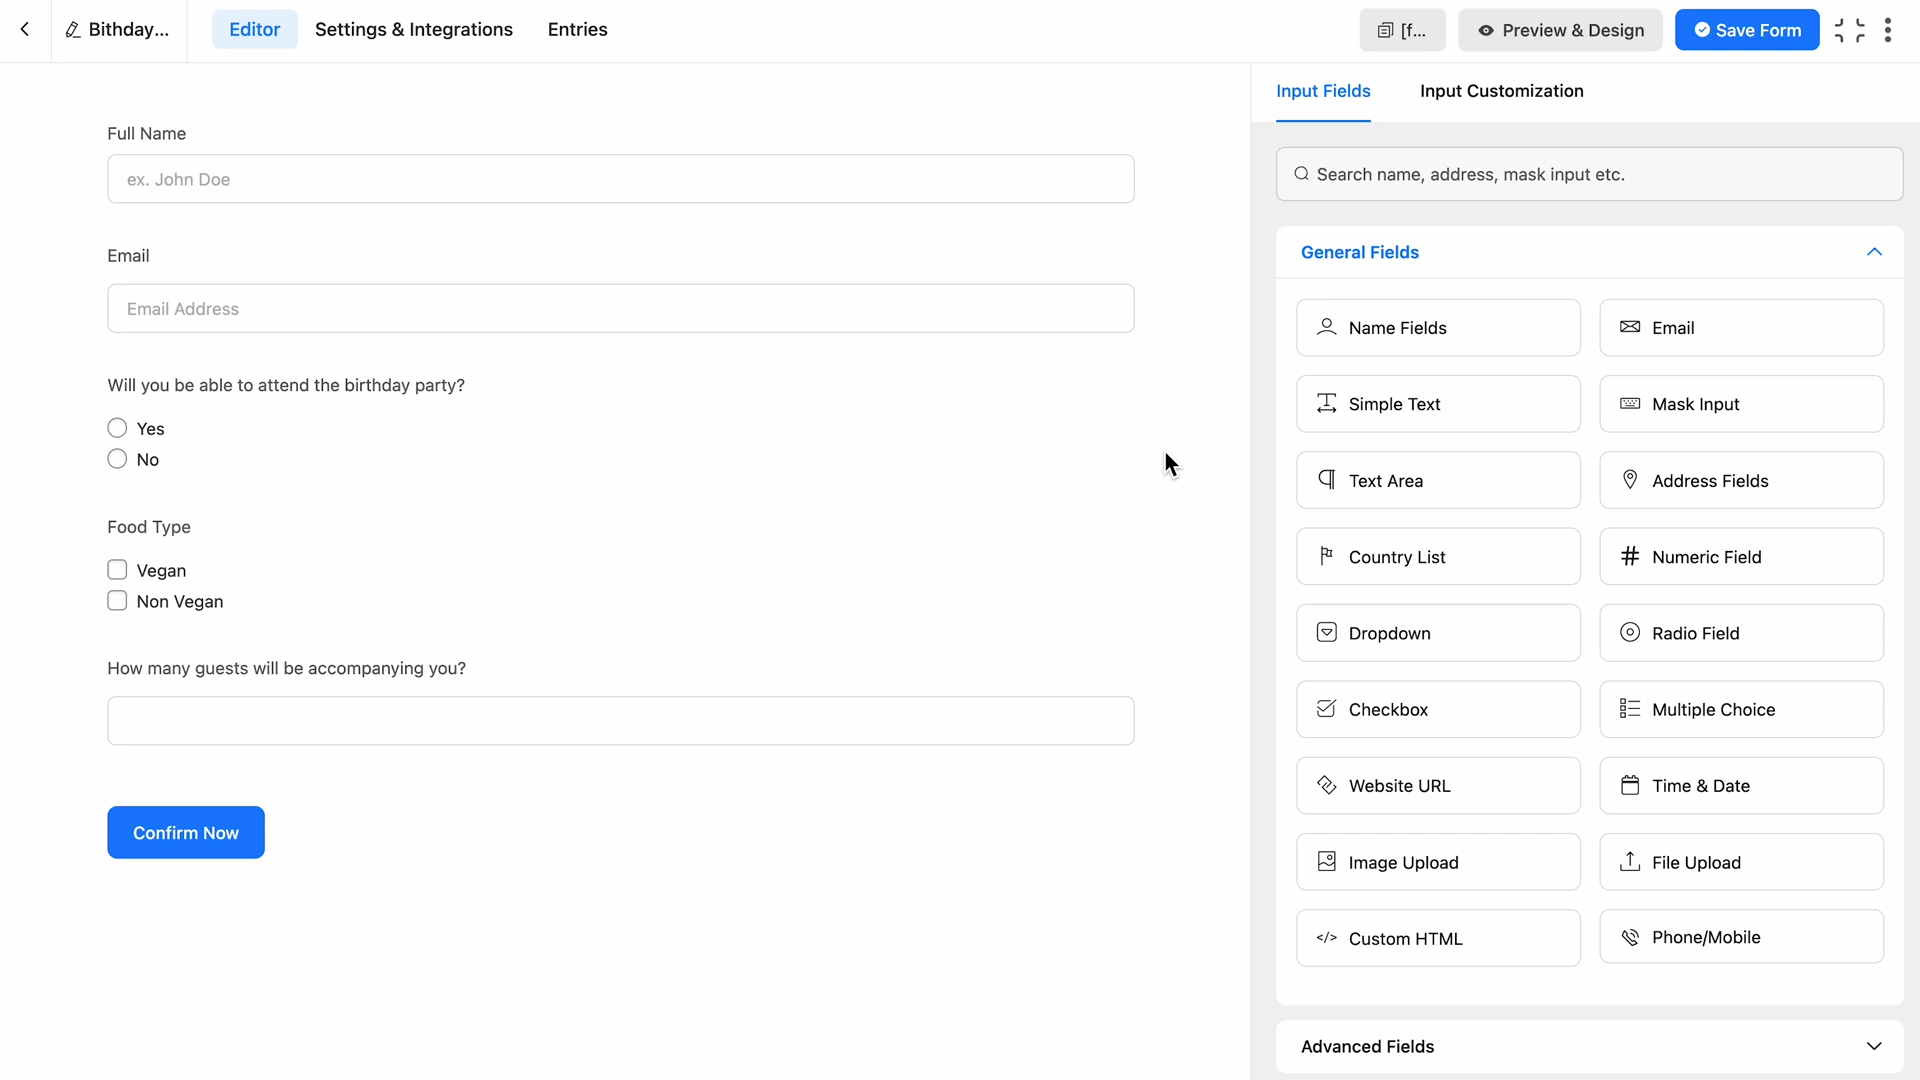 Bithday...
Editor
Settings & Integrations
Entries
[f...
Preview & Design
Save Form
Full Name
ex. John Doe
Email
Email Address
Will you be able to attend the birthday party?
Yes
No
Food Type
Vegan
Non Vegan
How many guests will be accompanying you?
Confirm Now
Input Fields
Input Customization
Search name, address, mask input etc.
General Fields
Name Fields
Email
Simple Text
Mask Input
Text Area
Address Fields
Country List
Numeric Field
Dropdown
Radio Field
Checkbox
Multiple Choice
Website URL
Time & Date
Image Upload
File Upload
Custom HTML
Phone/Mobile
Advanced Fields